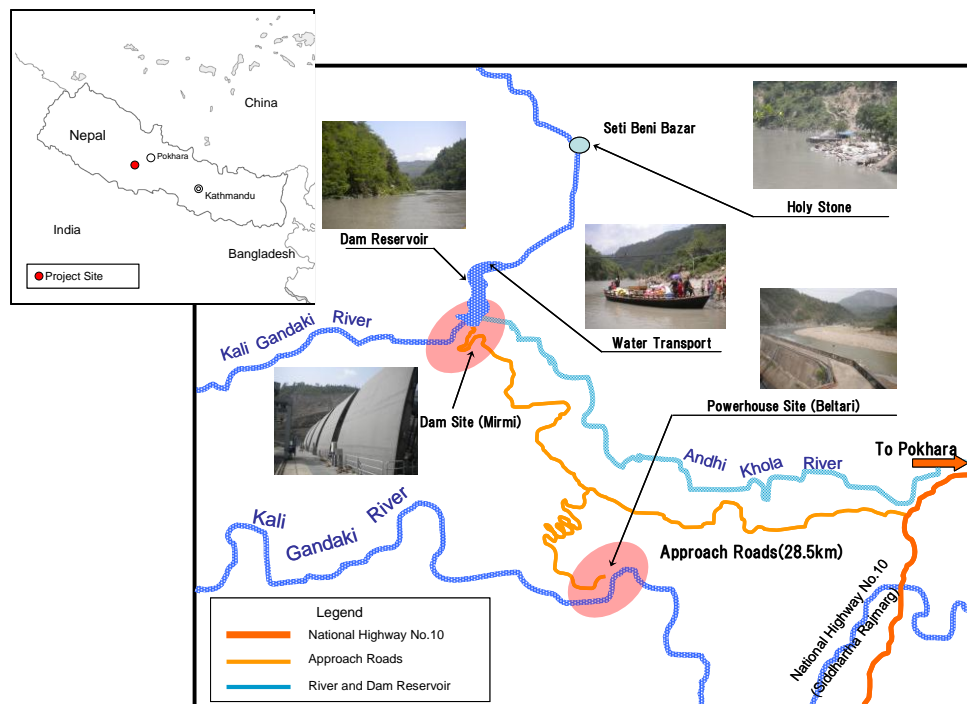 China
Nepal
Pokhara
Kathmandu
India
Bangladesh
Project Site
Seti Beni Bazar
Holy Stone
Dam Reservoir
Kali Gandaki River
Water Transport
Dam Site (Mirmi)
Powerhouse Site (Beltari)
To Pokhara
Andhi Khola River
Kali Gandaki River
Approach Roads(28.5km)
National Highway No.10
(Siddhartha Rajmarg)
Legend
National Highway No.10
Approach Roads
River and Dam Reservoir